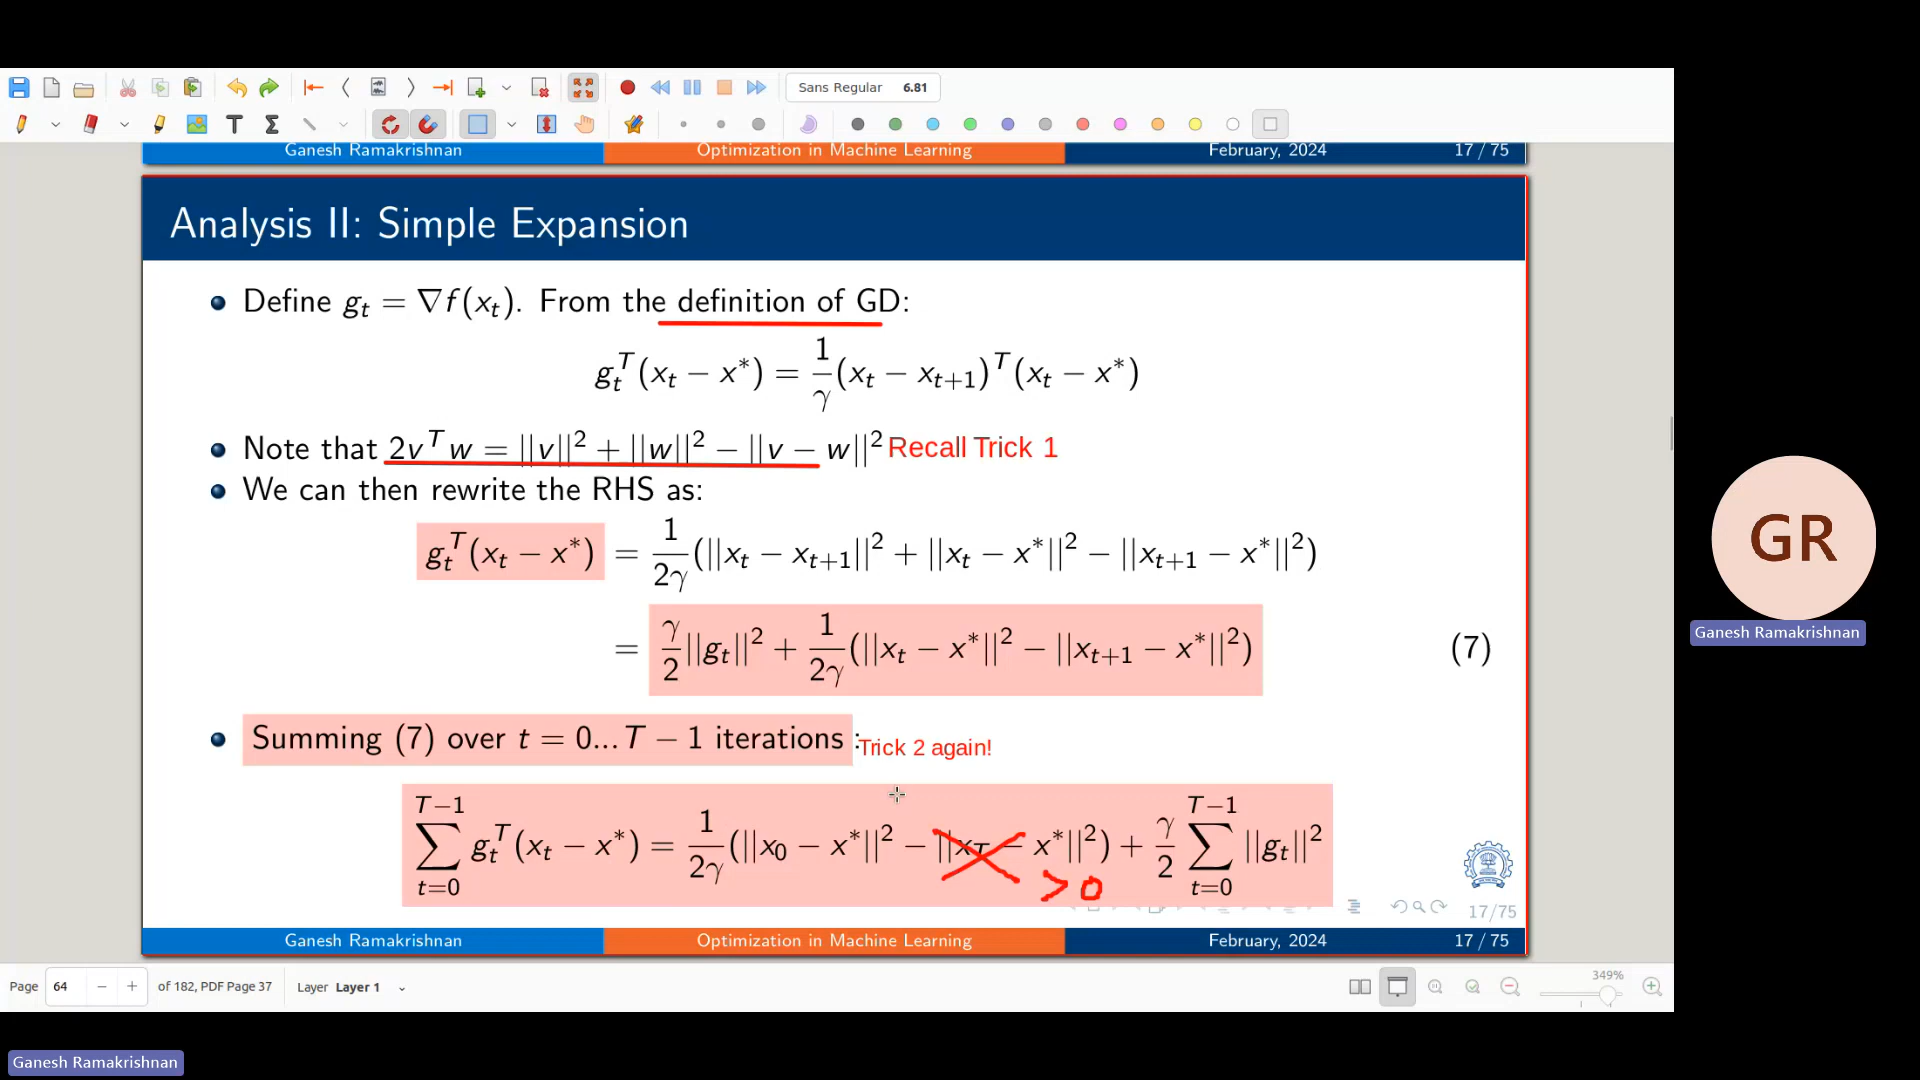 Sans Regular 6.81
Ganesh Ramakrishnan Optimization in Machine Learning February, 2024 17 / 75
Analysis II: Simple Expansion
Define g_t = ∇f(x_t). From the definition of GD:
g_t^T(x_t − x*) = 1/γ (x_t − x_{t+1})^T(x_t − x*)
Note that 2v^T w = ||v||² + ||w||² − ||v − w||² Recall Trick 1
We can then rewrite the RHS as:
g_t^T(x_t − x*) = 1/2γ (||x_t − x_{t+1}||² + ||x_t − x*||² − ||x_{t+1} − x*||²)
= γ/2 ||g_t||² + 1/2γ (||x_t − x*||² − ||x_{t+1} − x*||²) (7)
Summing (7) over t = 0...T − 1 iterations : Trick 2 again!
∑_{t=0}^{T−1} g_t^T(x_t − x*) = 1/2γ (||x_0 − x*||² − ||x_T − x*||²) + γ/2 ∑_{t=0}^{T−1} ||g_t||²
>0
17/75
Ganesh Ramakrishnan Optimization in Machine Learning February, 2024 17 / 75
Page 64 − + of 182, PDF Page 37 Layer Layer 1 349%
GR
Ganesh Ramakrishnan
Ganesh Ramakrishnan